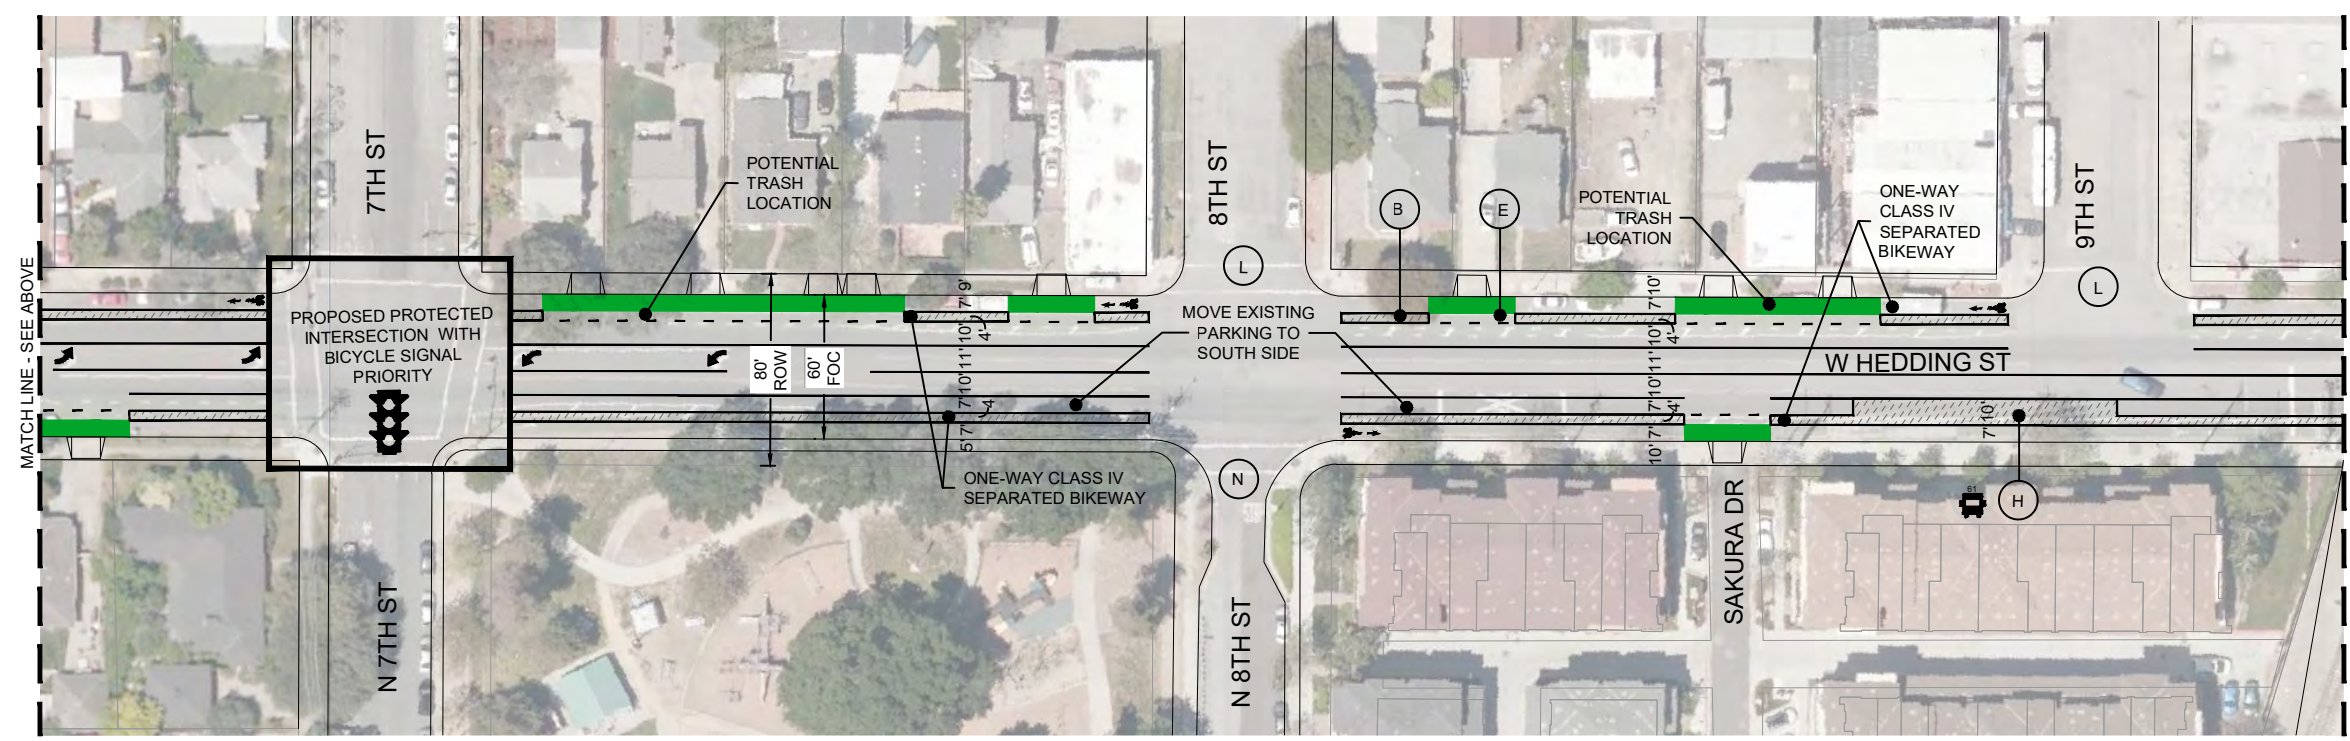 MATCH LINE - SEE ABOVE
7TH ST
N 7TH ST
PROPOSED PROTECTED
INTERSECTION WITH
BICYCLE SIGNAL
PRIORITY
POTENTIAL
TRASH
LOCATION
80'
ROW
60'
FOC
9'
7'
4'
10'
11'
10'
7'
4'
7'
5'
ONE-WAY CLASS IV
SEPARATED BIKEWAY
8TH ST
L
MOVE EXISTING
PARKING TO
SOUTH SIDE
N
N 8TH ST
B
E
POTENTIAL
TRASH
LOCATION
ONE-WAY
CLASS IV
SEPARATED
BIKEWAY
10'
7'
4'
10'
11'
10'
7'
4'
7'
10'
W HEDDING ST
SAKURA DR
9TH ST
L
10'
7'
61
H